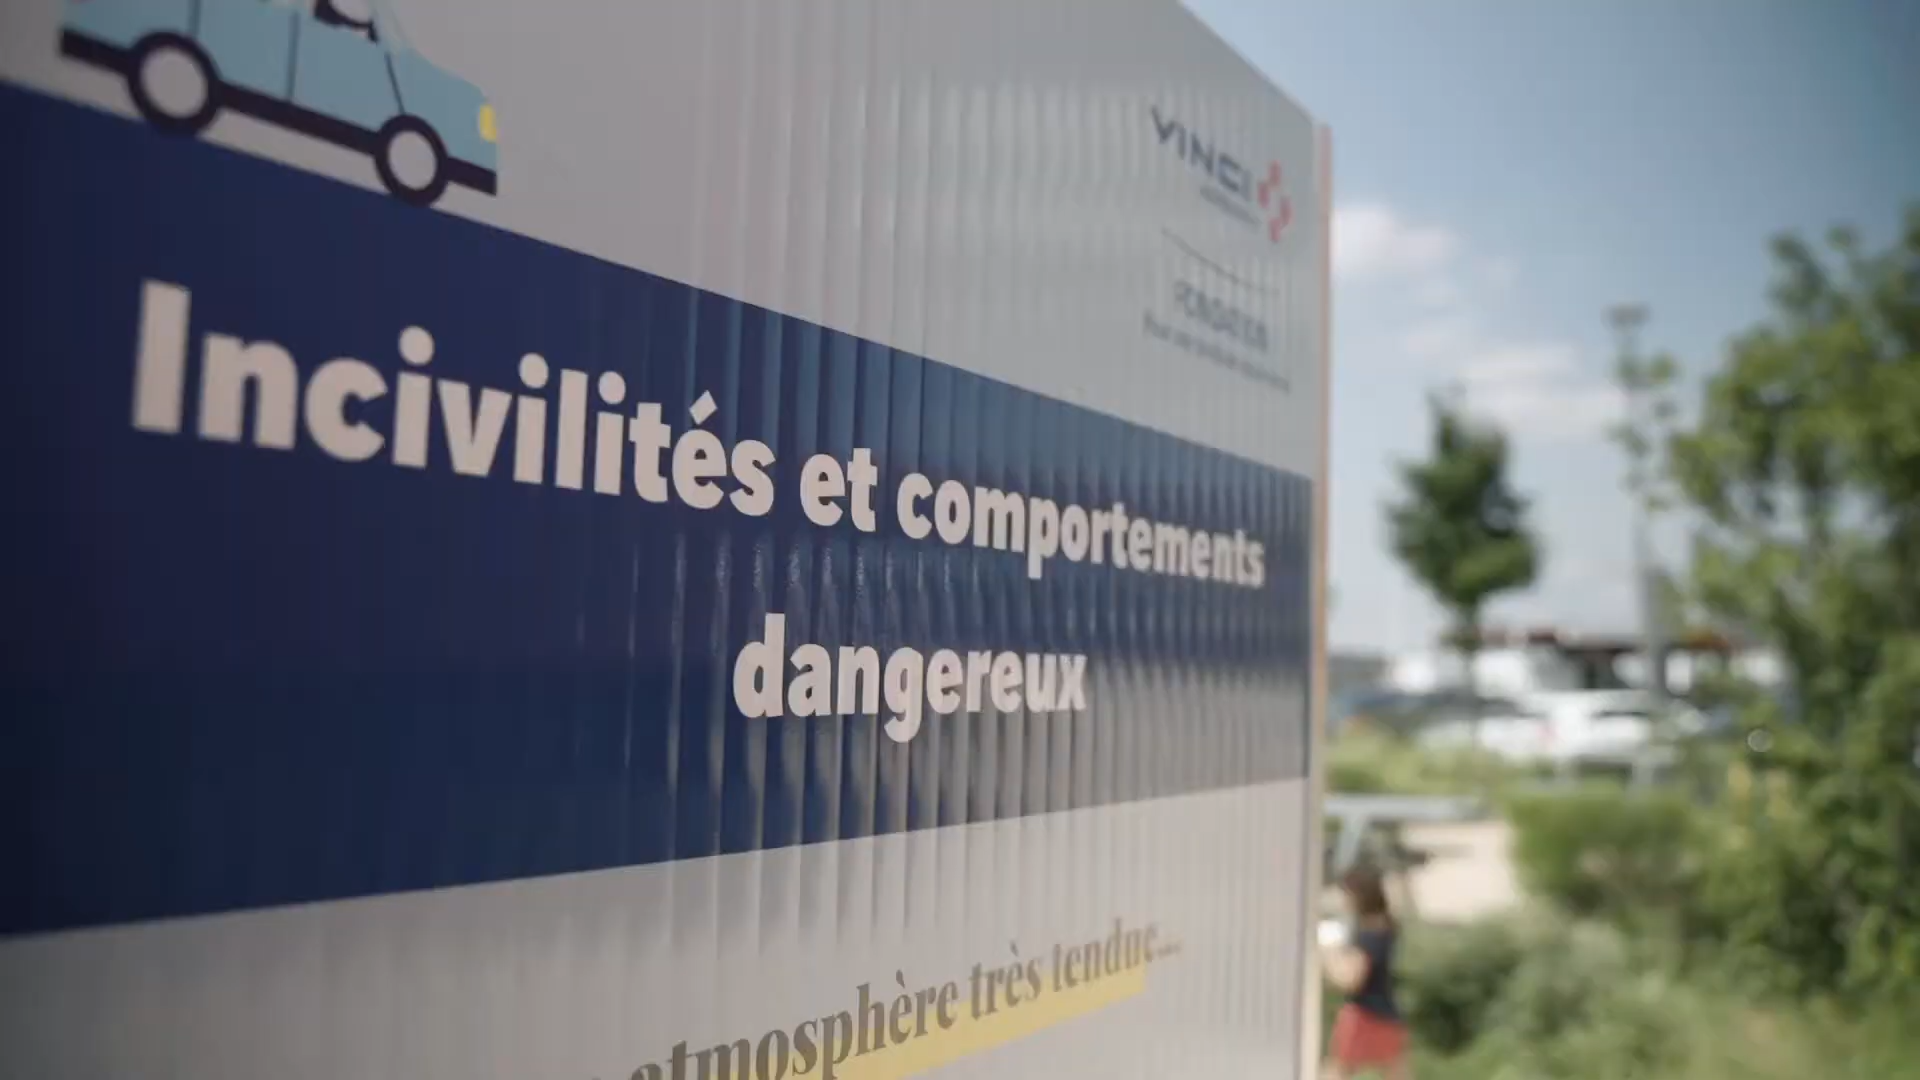 VINCI
FONDATION
Incivilités et comportements
dangereux
atmosphère très tendue...